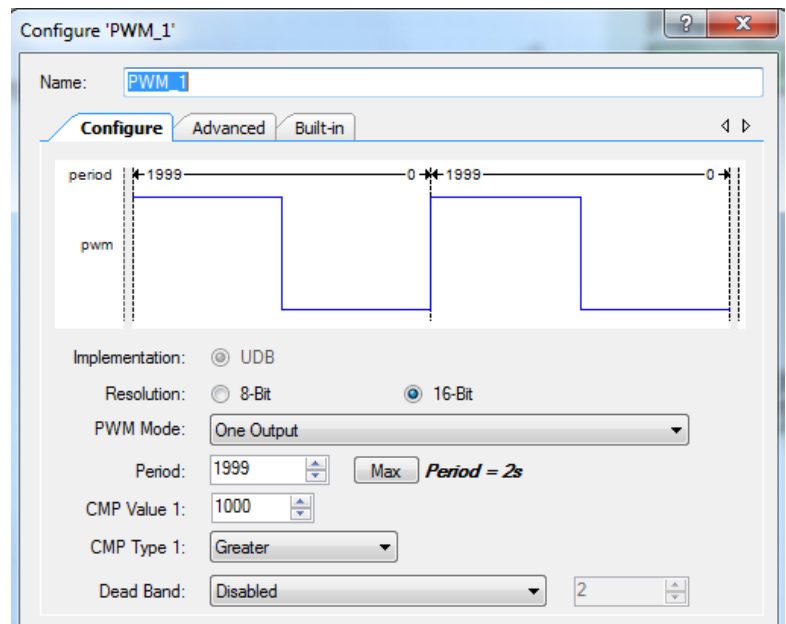 Configure 'PWM_1'
Name: PWM_1
Configure Advanced Built-in
period 1999 0 1999 0
pwm
Implementation: UDB
Resolution: 8-Bit 16-Bit
PWM Mode: One Output
Period: 1999 Max Period = 2s
CMP Value 1: 1000
CMP Type 1: Greater
Dead Band: Disabled 2